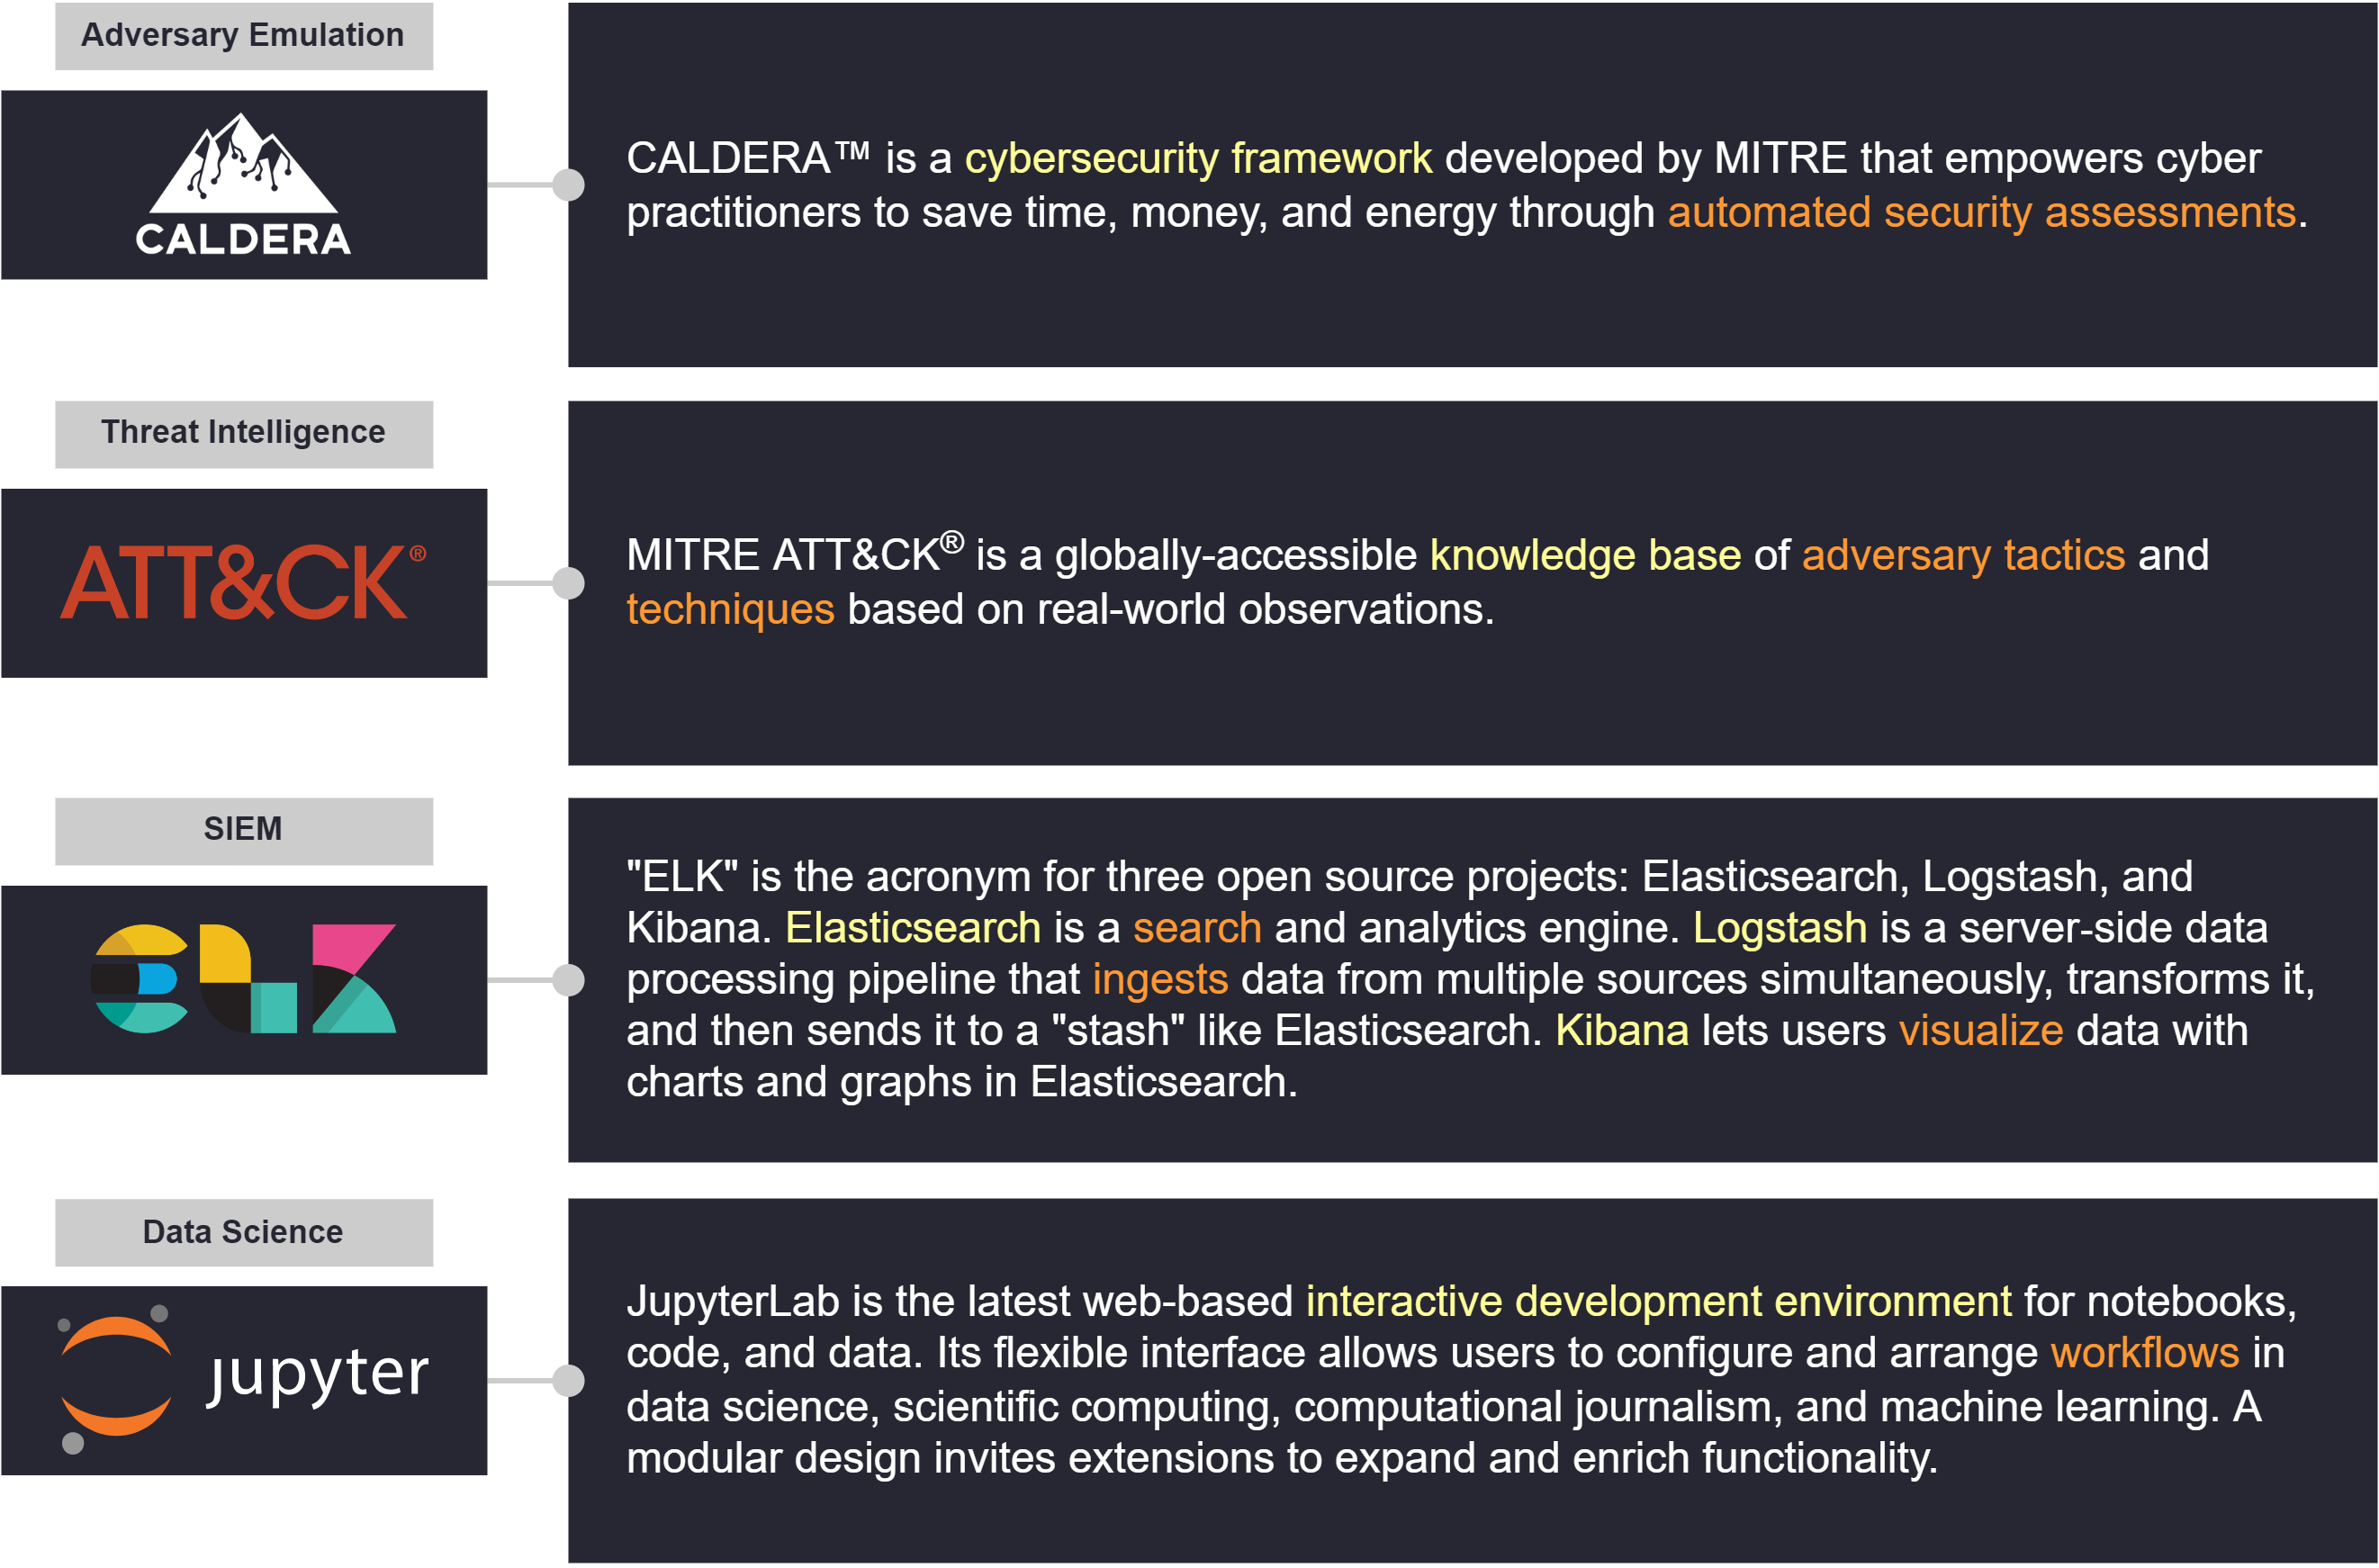 Adversary Emulation
CALDERA
CALDERA™ is a cybersecurity framework developed by MITRE that empowers cyber
practitioners to save time, money, and energy through automated security assessments.
Threat Intelligence
ATT&CK®
MITRE ATT&CK® is a globally-accessible knowledge base of adversary tactics and
techniques based on real-world observations.
SIEM
ELK
"ELK" is the acronym for three open source projects: Elasticsearch, Logstash, and
Kibana. Elasticsearch is a search and analytics engine. Logstash is a server-side data
processing pipeline that ingests data from multiple sources simultaneously, transforms it,
and then sends it to a "stash" like Elasticsearch. Kibana lets users visualize data with
charts and graphs in Elasticsearch.
Data Science
jupyter
JupyterLab is the latest web-based interactive development environment for notebooks,
code, and data. Its flexible interface allows users to configure and arrange workflows in
data science, scientific computing, computational journalism, and machine learning. A
modular design invites extensions to expand and enrich functionality.